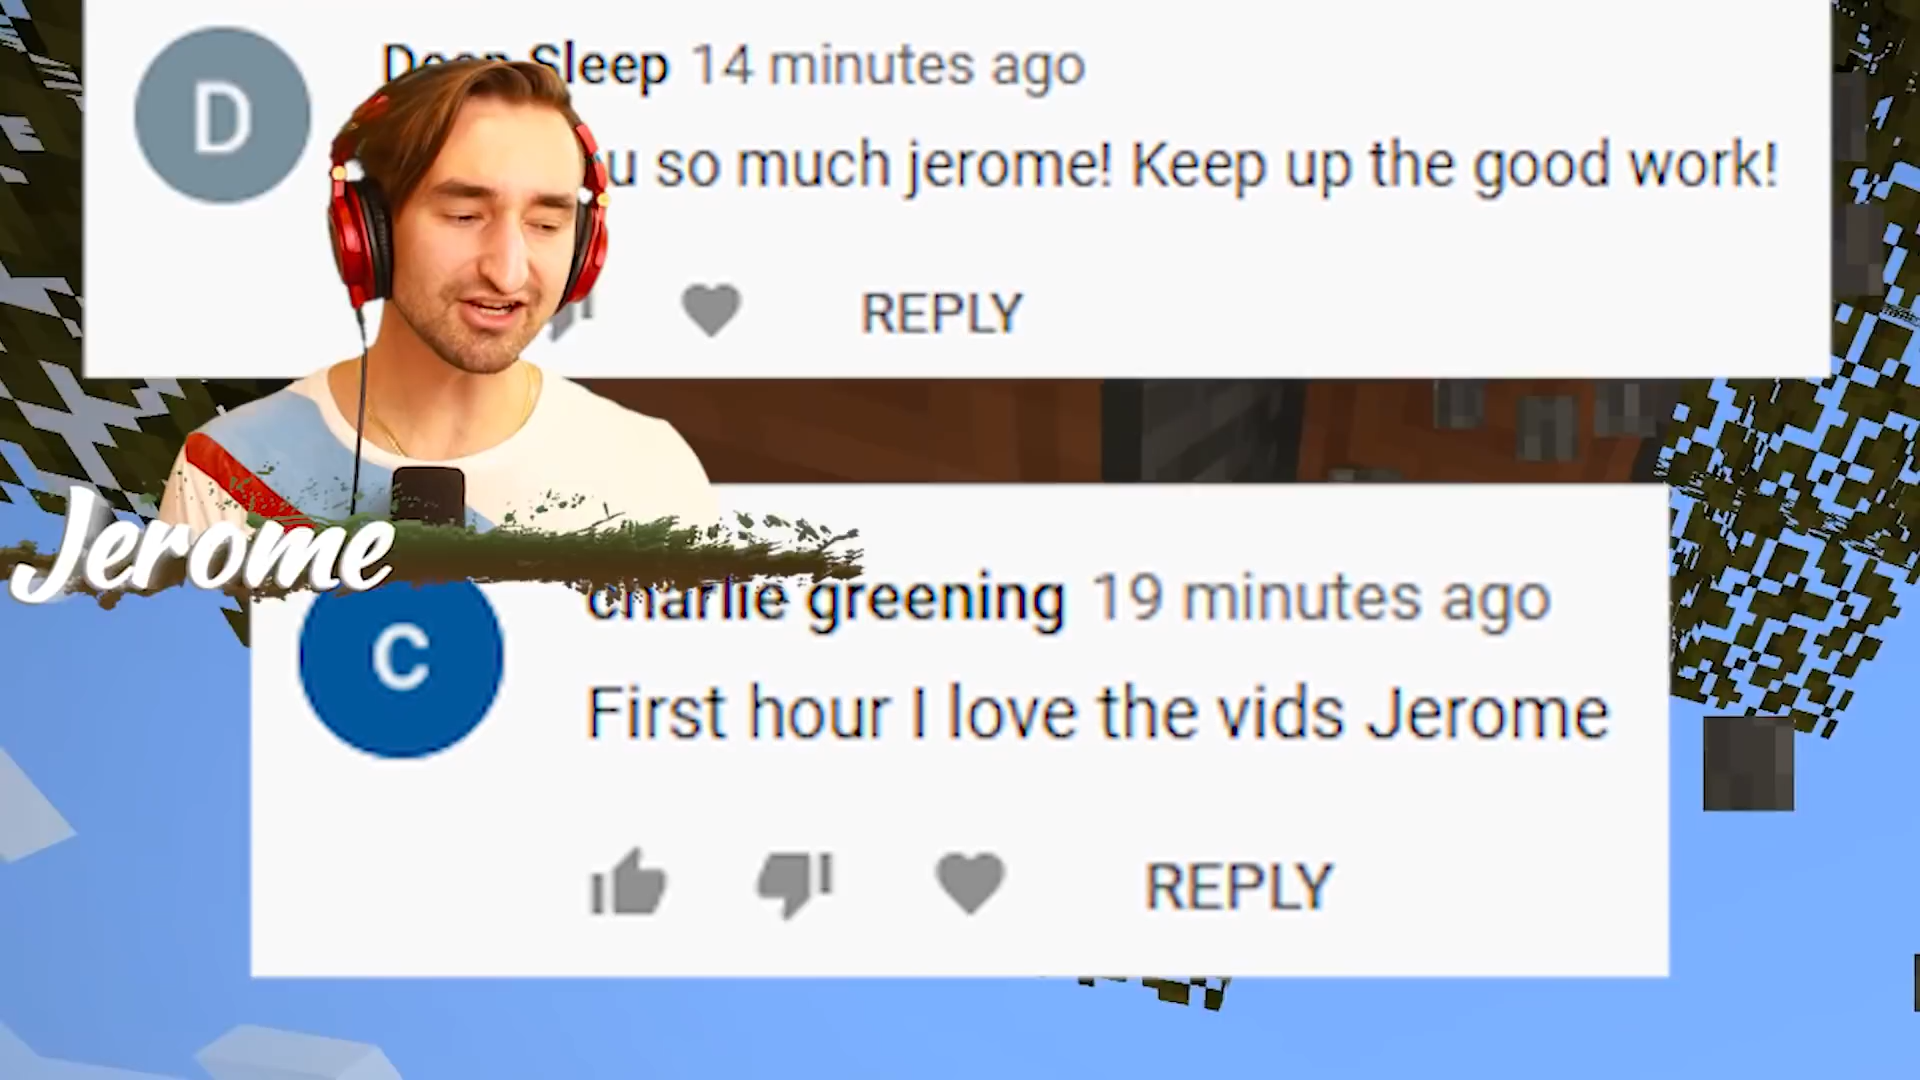 Deep Sleep 14 minutes ago
so much jerome! Keep up the good work!
REPLY
Jerome
charlie greening 19 minutes ago
C
First hour I love the vids Jerome
REPLY
D